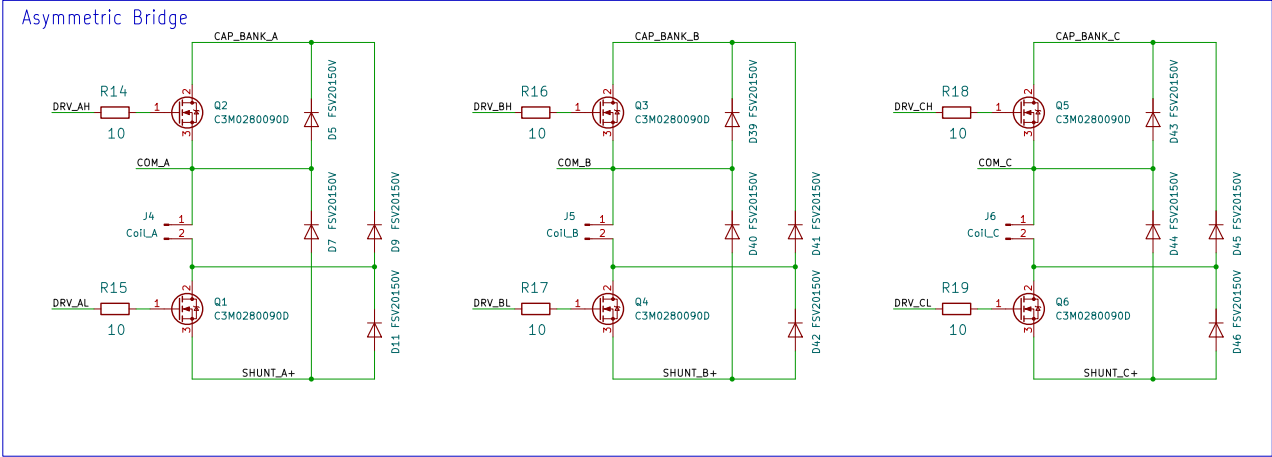 Asymmetric Bridge
CAP_BANK_A
R14
DRV_AH
1
10
2
3
Q2
C3M0280090D
D5 FSV20150V
COM_A
J4
Coil_A
1
2
D7 FSV20150V
D9 FSV20150V
R15
DRV_AL
1
10
2
3
Q1
C3M0280090D
D11 FSV20150V
SHUNT_A+
CAP_BANK_B
R16
DRV_BH
1
10
2
3
Q3
C3M0280090D
D39 FSV20150V
COM_B
J5
Coil_B
1
2
D40 FSV20150V
D41 FSV20150V
R17
DRV_BL
1
10
2
3
Q4
C3M0280090D
D42 FSV20150V
SHUNT_B+
CAP_BANK_C
R18
DRV_CH
1
10
2
3
Q5
C3M0280090D
D43 FSV20150V
COM_C
J6
Coil_C
1
2
D44 FSV20150V
D45 FSV20150V
R19
DRV_CL
1
10
2
3
Q6
C3M0280090D
D46 FSV20150V
SHUNT_C+